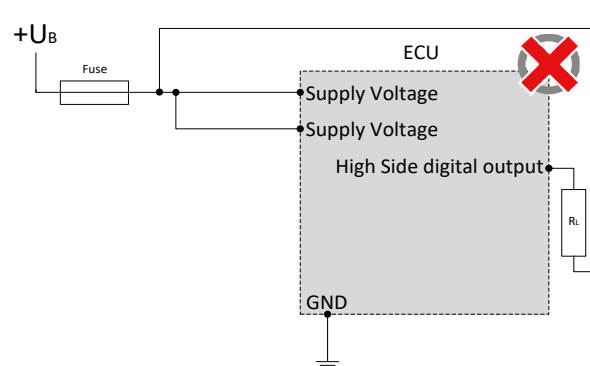 +UB
Fuse
ECU
Supply Voltage
Supply Voltage
High Side digital output
RL
GND